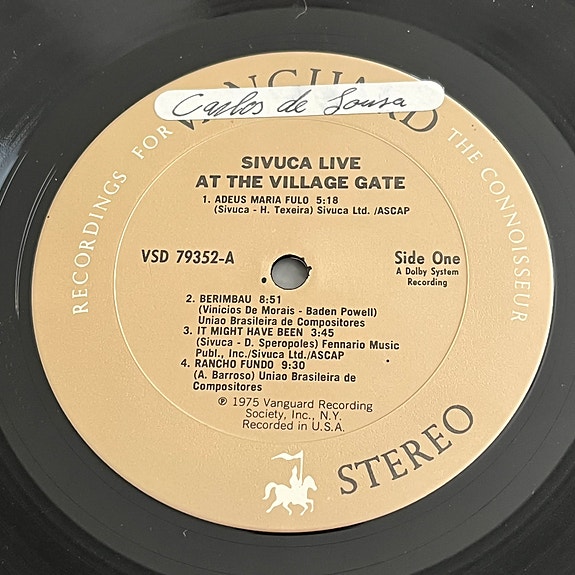 VANGUARD
Carlos de Sousa
RECORDINGS FOR THE CONNOISSEUR
SIVUCA LIVE
AT THE VILLAGE GATE
1. ADEUS MARIA FULO 5:18
(Sivuca - H. Texeira) Sivuca Ltd. /ASCAP
VSD 79352-A
Side One
A Dolby System
Recording
2. BERIMBAU 8:51
(Vinicios De Morais - Baden Powell)
Uniao Brasileira de Compositores
3. IT MIGHT HAVE BEEN 3:45
(Sivuca - D. Speropoles) Fennario Music
Publ., Inc./Sivuca Ltd./ASCAP
4. RANCHO FUNDO 9:30
(A. Barroso) Uniao Brasileira de
Compositores
℗ 1975 Vanguard Recording
Society, Inc., N.Y.
Recorded in U.S.A.
STEREO